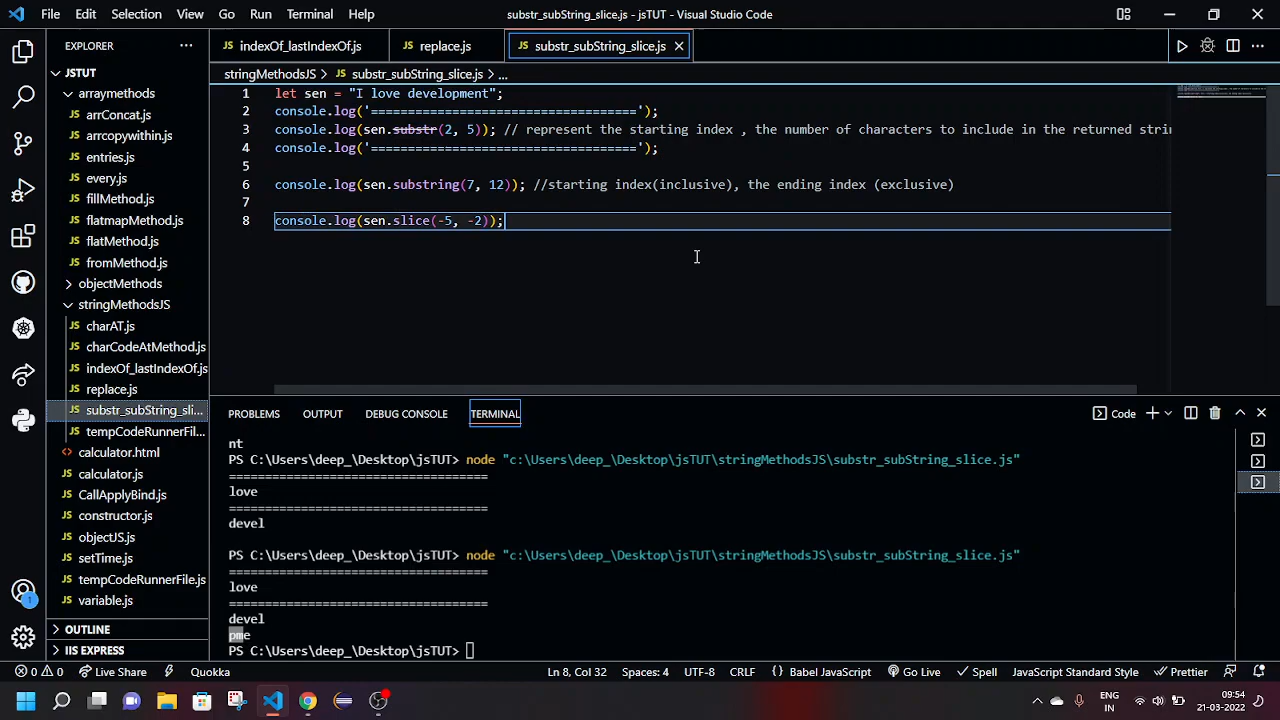 File Edit Selection View Go Run Terminal Help
substr_subString_slice.js - jsTUT - Visual Studio Code
EXPLORER
JSTUT
arraymethods
arrConcat.js
arrcopywithin.js
entries.js
every.js
fillMethod.js
flatmapMethod.js
flatMethod.js
fromMethod.js
objectMethods
stringMethodsJS
charAT.js
charCodeAtMethod.js
indexOf_lastIndexOf.js
replace.js
substr_subString_sli...
tempCodeRunnerFil...
calculator.html
calculator.js
CallApplyBind.js
constructor.js
objectJS.js
setTime.js
tempCodeRunnerFile.js
variable.js
OUTLINE
IIS EXPRESS
indexOf_lastIndexOf.js replace.js substr_subString_slice.js
stringMethodsJS > substr_subString_slice.js > ...
1 let sen = "I love development";
2 console.log('====================================');
3 console.log(sen.substr(2, 5)); // represent the starting index , the number of characters to include in the returned strin
4 console.log('====================================');
5
6 console.log(sen.substring(7, 12)); //starting index(inclusive), the ending index (exclusive)
7
8 console.log(sen.slice(-5, -2));
PROBLEMS OUTPUT DEBUG CONSOLE TERMINAL
Code
nt
PS C:\Users\deep_\Desktop\jsTUT> node "c:\Users\deep_\Desktop\jsTUT\stringMethodsJS\substr_subString_slice.js"
====================================
love
====================================
devel
PS C:\Users\deep_\Desktop\jsTUT> node "c:\Users\deep_\Desktop\jsTUT\stringMethodsJS\substr_subString_slice.js"
====================================
love
====================================
devel
pme
PS C:\Users\deep_\Desktop\jsTUT>
1
0 0 Live Share Quokka Ln 8, Col 32 Spaces: 4 UTF-8 CRLF {} Babel JavaScript Go Live Spell JavaScript Standard Style Prettier
ENG
IN
09:54
21-03-2022